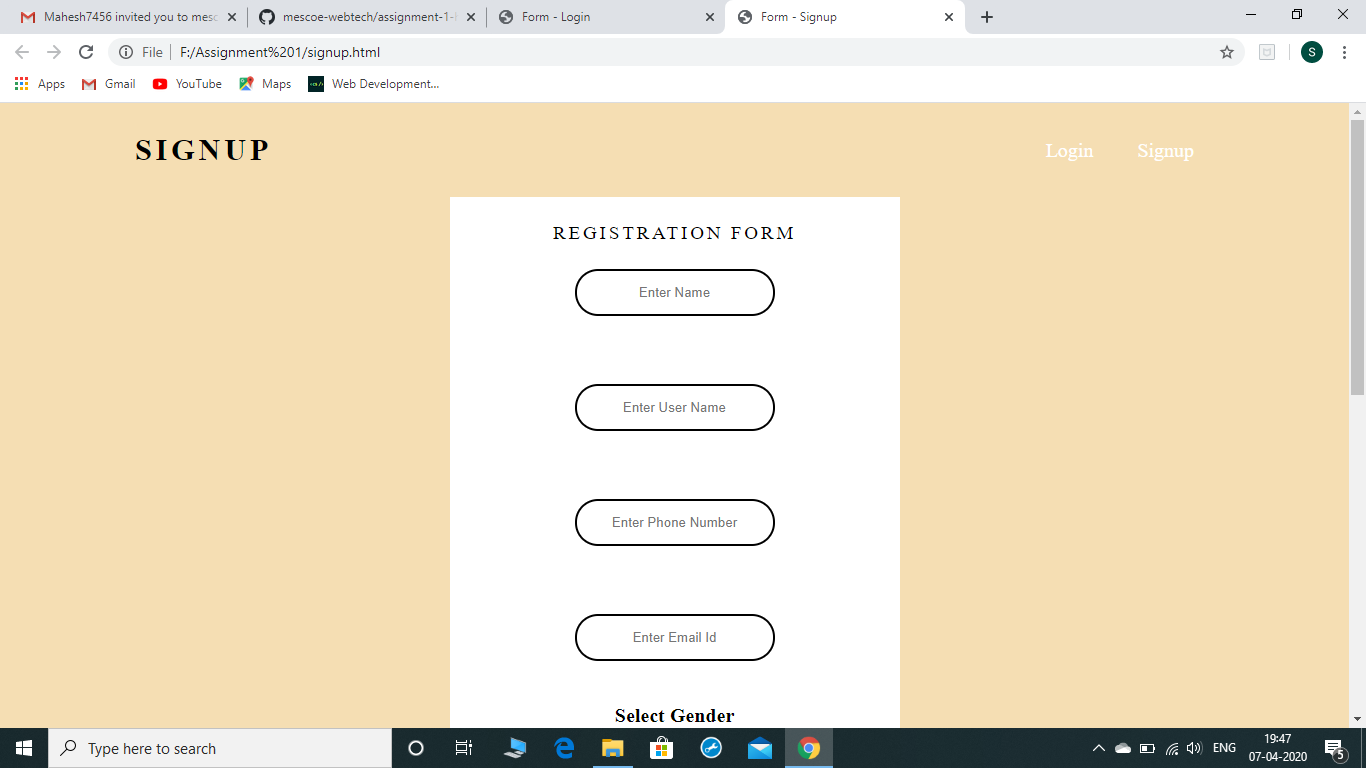 Mahesh7456 invited you to mesc
mescoe-webtech/assignment-1-
Form - Login
Form - Signup
File
F:/Assignment%201/signup.html
S
Apps
Gmail
YouTube
Maps
Web Development...
SIGNUP
Login
Signup
REGISTRATION FORM
Enter Name
Enter User Name
Enter Phone Number
Enter Email Id
Select Gender
Type here to search
ENG
19:47
07-04-2020
5